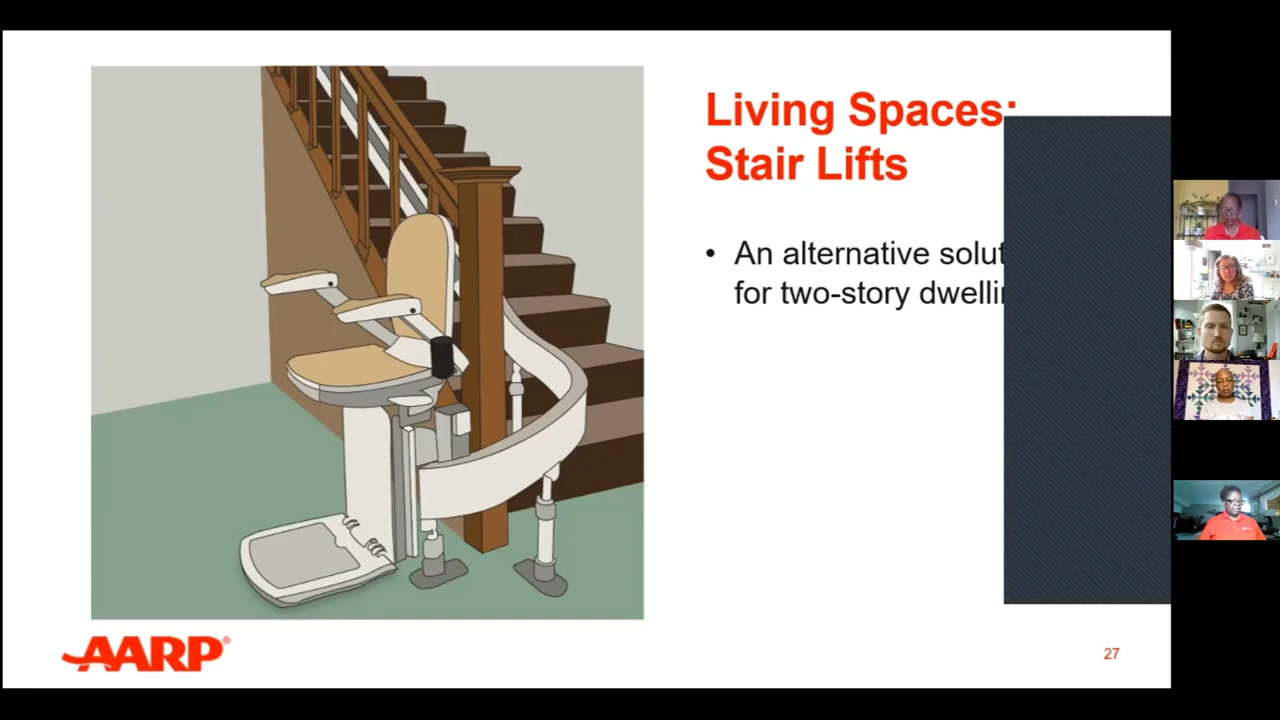 Living Spaces:
Stair Lifts
• An alternative solut
for two-story dwelli
AARP®
27